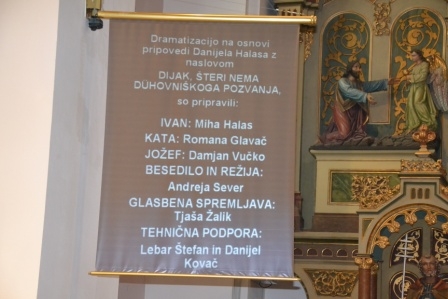 Dramatizacijo na osnovi
pripovedi Danijela Halasa z
naslovom
DIJAK, ŠTERI NEMA
DÜHOVNIŠKOGA POZVANJA,
so pripravili:
IVAN: Miha Halas
KATA: Romana Glavač
JOŽEF: Damjan Vučko
BESEDILO IN REŽIJA:
Andreja Sever
GLASBENA SPREMLJAVA:
Tjaša Žalik
TEHNIČNA PODPORA:
Lebar Štefan in Danijel
Kovač